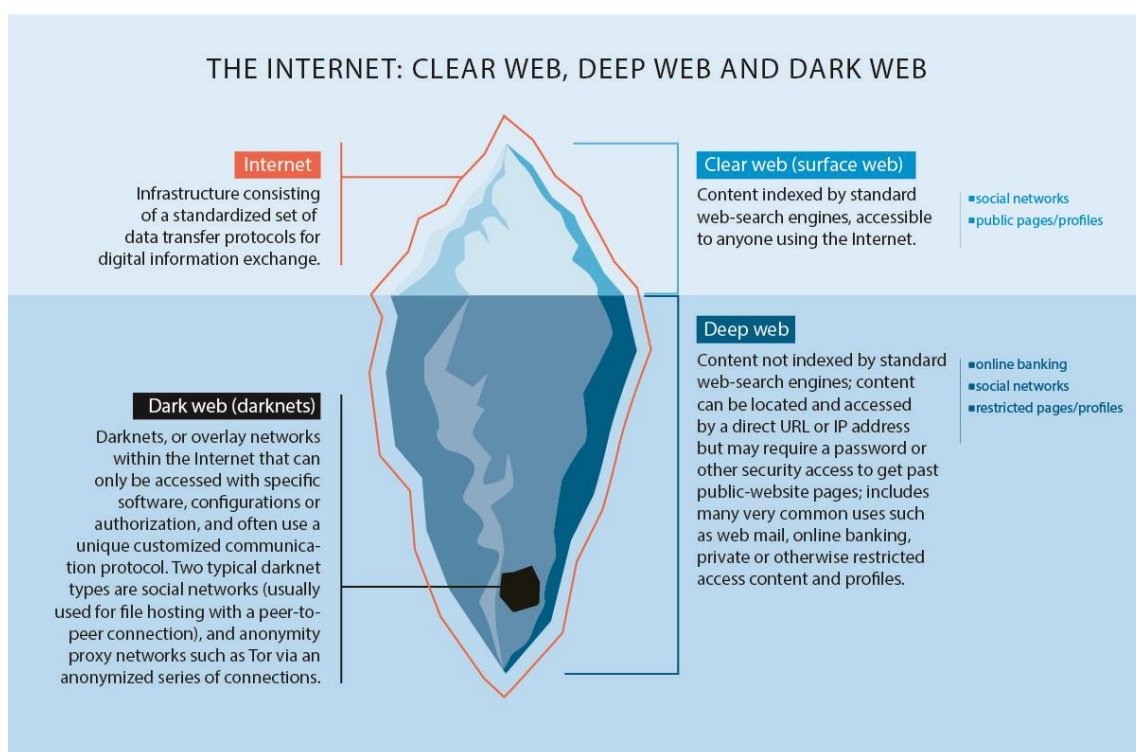 THE INTERNET: CLEAR WEB, DEEP WEB AND DARK WEB
Internet
Infrastructure consisting
of a standardized set of
data transfer protocols for
digital information exchange.
Clear web (surface web)
Content indexed by standard
web-search engines, accessible
to anyone using the Internet.
■social networks
■public pages/profiles
Deep web
Content not indexed by standard
web-search engines; content
can be located and accessed
by a direct URL or IP address
but may require a password or
other security access to get past
public-website pages; includes
many very common uses such
as web mail, online banking,
private or otherwise restricted
access content and profiles.
■online banking
■social networks
■restricted pages/profiles
Dark web (darknets)
Darknets, or overlay networks
within the Internet that can
only be accessed with specific
software, configurations or
authorization, and often use a
unique customized communica-
tion protocol. Two typical darknet
types are social networks (usually
used for file hosting with a peer-to-
peer connection), and anonymity
proxy networks such as Tor via an
anonymized series of connections.